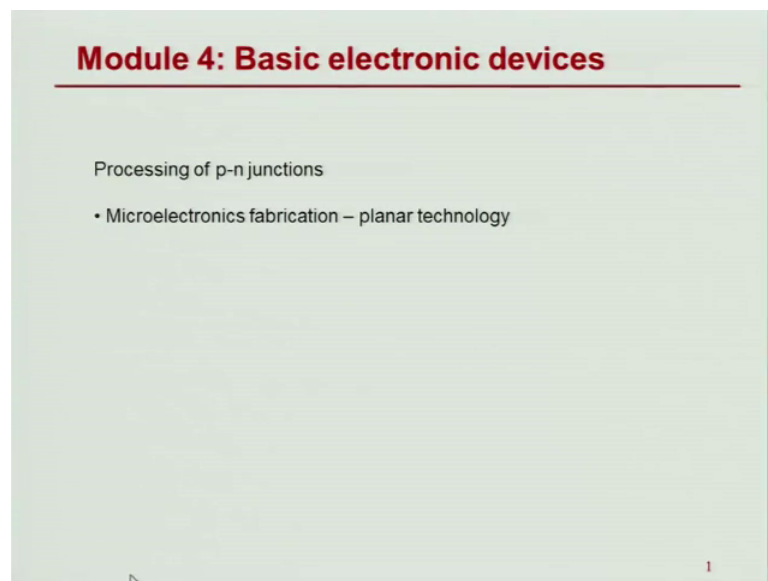 Module 4: Basic electronic devices
Processing of p-n junctions
• Microelectronics fabrication – planar technology
1